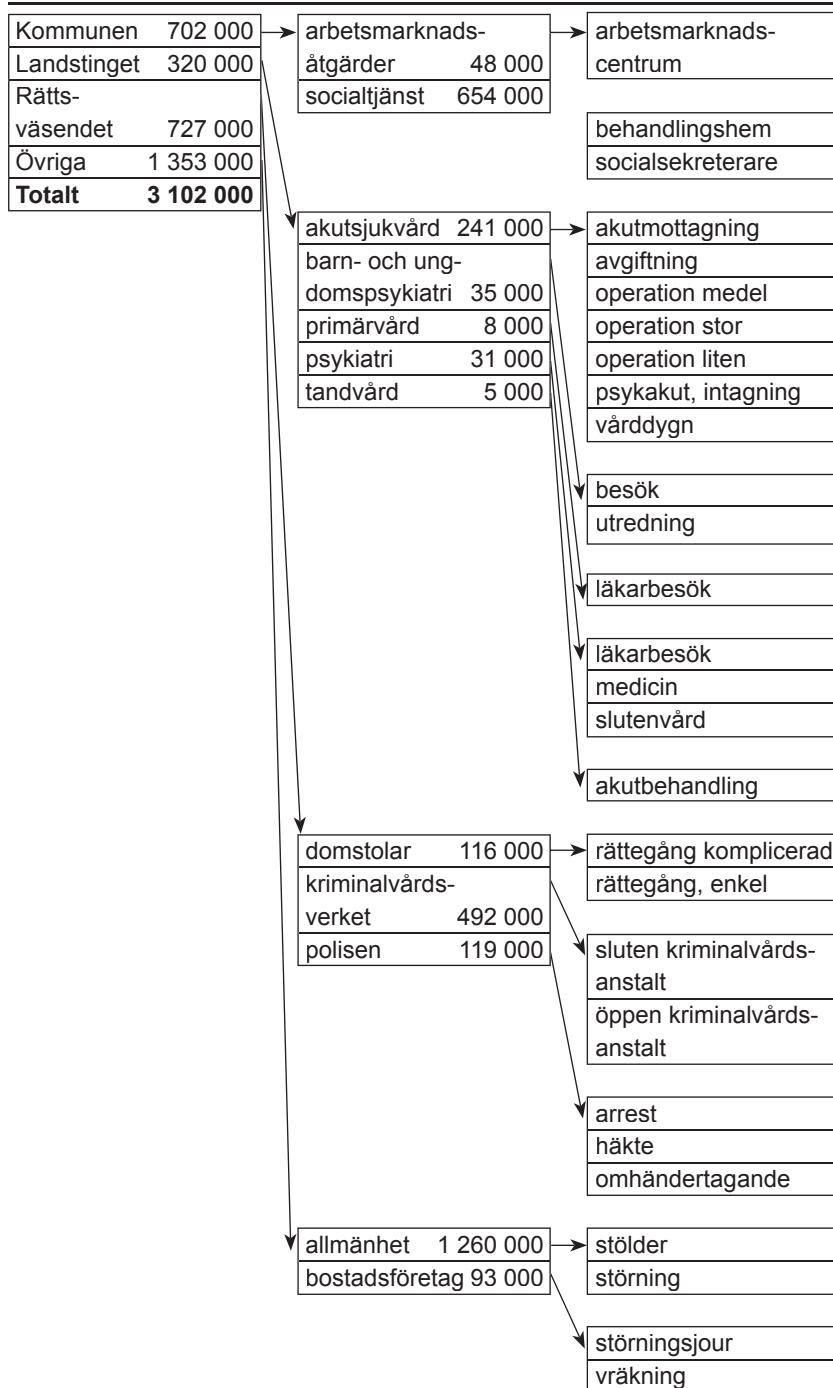 Kommunen 702 000
Landstinget 320 000
Rätts-
väsendet 727 000
Övriga 1 353 000
Totalt 3 102 000
arbetsmarknads-
åtgärder 48 000
socialtjänst 654 000
arbetsmarknads-
centrum
behandlingshem
socialsekreterare
akutsjukvård 241 000
barn- och ung-
domspsykiatri 35 000
primärvård 8 000
psykiatri 31 000
tandvård 5 000
akutmottagning
avgiftning
operation medel
operation stor
operation liten
psykakut, intagning
vårddygn
besök
utredning
läkarbesök
läkarbesök
medicin
slutenvård
akutbehandling
domstolar 116 000
kriminalvårds-
verket 492 000
polisen 119 000
rättegång komplicerad
rättegång, enkel
sluten kriminalvårds-
anstalt
öppen kriminalvårds-
anstalt
arrest
häkte
omhändertagande
allmänhet 1 260 000
bostadsföretag 93 000
stölder
störning
störningsjour
vräkning